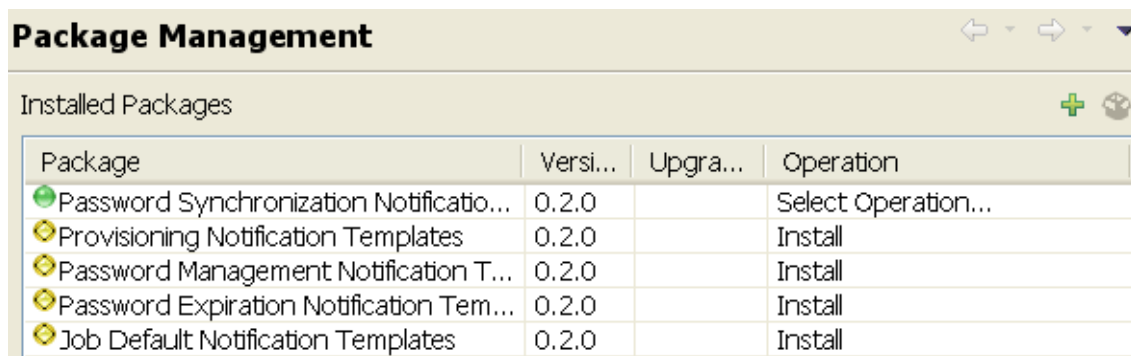 Package Management
Installed Packages
Package Versi... Upgra... Operation
Password Synchronization Notificatio... 0.2.0 Select Operation...
Provisioning Notification Templates 0.2.0 Install
Password Management Notification T... 0.2.0 Install
Password Expiration Notification Tem... 0.2.0 Install
Job Default Notification Templates 0.2.0 Install